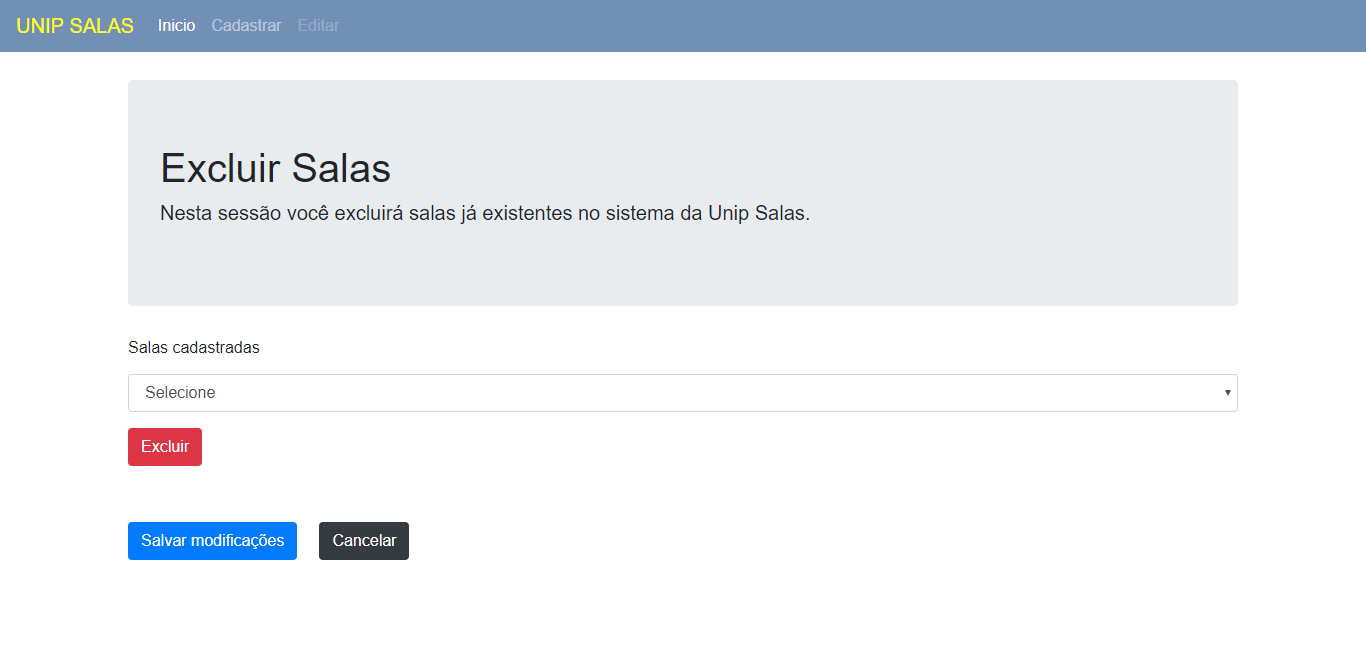 UNIP SALAS Inicio Cadastrar Editar
Excluir Salas
Nesta sessão você excluirá salas já existentes no sistema da Unip Salas.
Salas cadastradas
Selecione
Excluir
Salvar modificações Cancelar